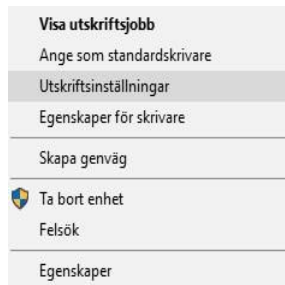 Visa utskriftsjobb
Ange som standardskrivare
Utskriftsinställningar
Egenskaper för skrivare
Skapa genväg
Ta bort enhet
Felsök
Egenskaper